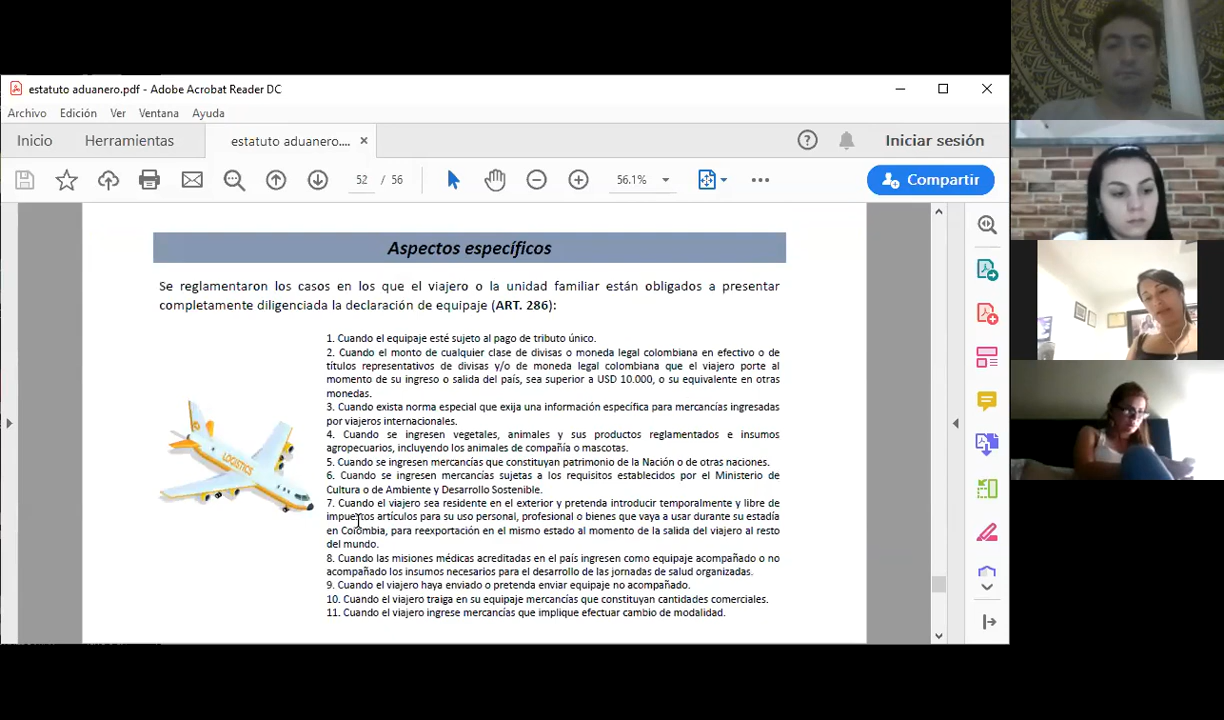 estatuto aduanero.pdf - Adobe Acrobat Reader DC
Archivo Edición Ver Ventana Ayuda
Inicio Herramientas estatuto aduanero.... Iniciar sesión
52 / 56 56.1% Compartir
Aspectos específicos
Se reglamentaron los casos en los que el viajero o la unidad familiar están obligados a presentar
completamente diligenciada la declaración de equipaje (ART. 286):
1. Cuando el equipaje esté sujeto al pago de tributo único.
2. Cuando el monto de cualquier clase de divisas o moneda legal colombiana en efectivo o de
títulos representativos de divisas y/o de moneda legal colombiana que el viajero porte al
momento de su ingreso o salida del país, sea superior a USD 10.000, o su equivalente en otras
monedas.
3. Cuando exista norma especial que exija una información específica para mercancías ingresadas
por viajeros internacionales.
4. Cuando se ingresen vegetales, animales y sus productos reglamentados e insumos
agropecuarios, incluyendo los animales de compañía o mascotas.
5. Cuando se ingresen mercancías que constituyan patrimonio de la Nación o de otras naciones.
6. Cuando se ingresen mercancías sujetas a los requisitos establecidos por el Ministerio de
Cultura o de Ambiente y Desarrollo Sostenible.
7. Cuando el viajero sea residente en el exterior y pretenda introducir temporalmente y libre de
impuestos artículos para su uso personal, profesional o bienes que vaya a usar durante su estadía
en Colombia, para reexportación en el mismo estado al momento de la salida del viajero al resto
del mundo.
8. Cuando las misiones médicas acreditadas en el país ingresen como equipaje acompañado o no
acompañado los insumos necesarios para el desarrollo de las jornadas de salud organizadas.
9. Cuando el viajero haya enviado o pretenda enviar equipaje no acompañado.
10. Cuando el viajero traiga en su equipaje mercancías que constituyan cantidades comerciales.
11. Cuando el viajero ingrese mercancías que implique efectuar cambio de modalidad.
LOGISTICS